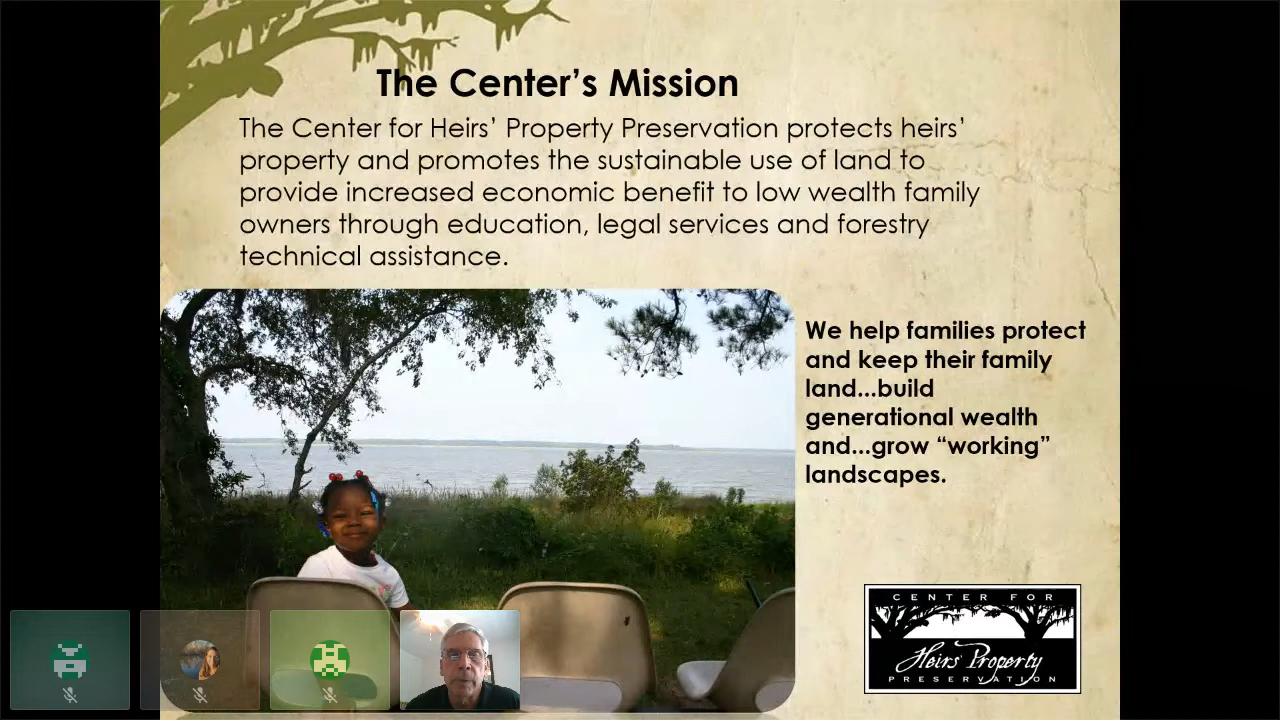 The Center’s Mission
The Center for Heirs’ Property Preservation protects heirs’
property and promotes the sustainable use of land to
provide increased economic benefit to low wealth family
owners through education, legal services and forestry
technical assistance.
We help families protect
and keep their family
land...build
generational wealth
and...grow “working”
landscapes.
CENTER FOR
Heirs' Property
PRESERVATION